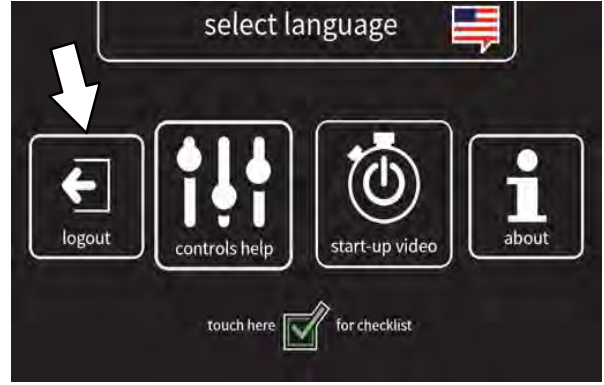 select language
logout
controls help
start-up video
about
touch here for checklist